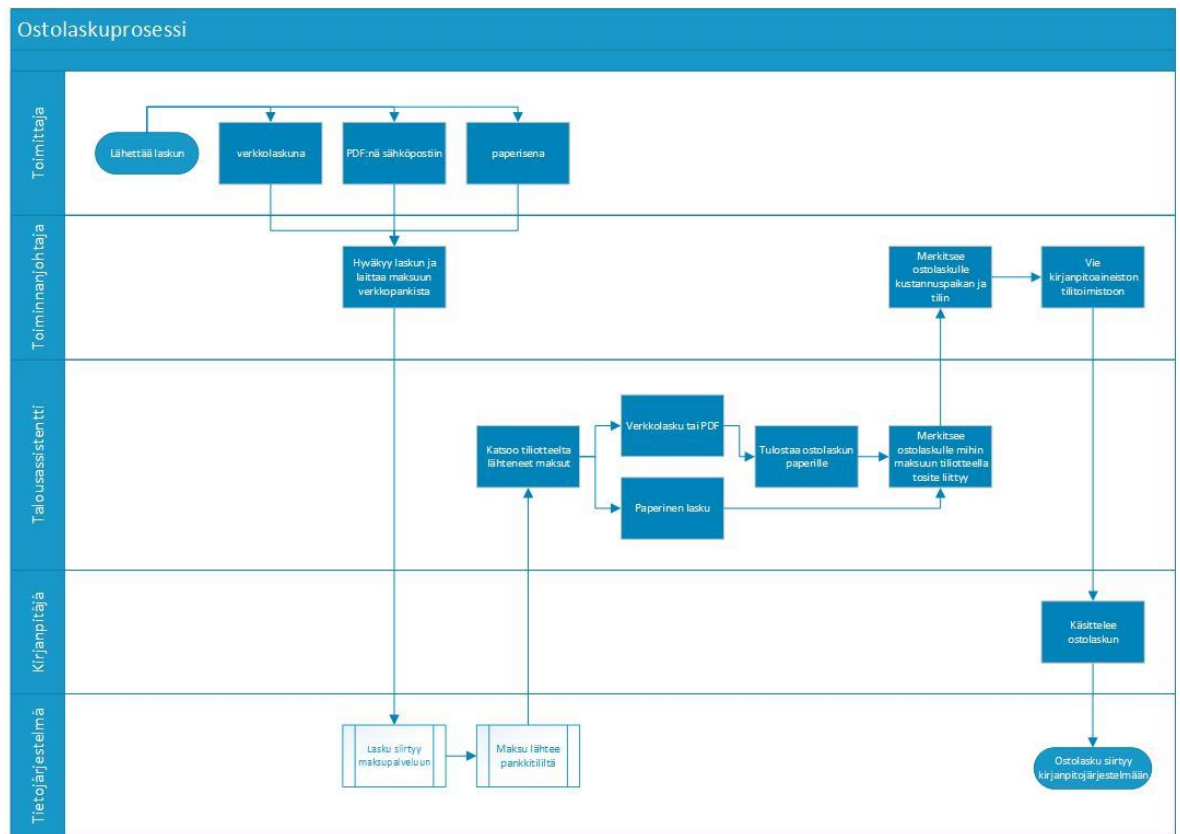 Ostolaskuprosessi
Toimittaja
Lähettää laskun
verkkolaskuna
PDF:nä sähköpostiin
paperisena
Toiminnanjohtaja
Hyväkyy laskun ja
laittaa maksuun
verkkopankista
Merkitsee
ostolaskulle
kustannuspaikan ja
tilin
Vie
kirjanpitoaineiston
tilitoimistoon
Talousassistentti
Katsoo tiliotteelta
lähteneet maksut
Verkkolasku tai PDF
Paperinen lasku
Tulostaa ostolaskun
paperille
Merkitsee
ostolaskulle mihin
maksuun tiliotteella
tosite liittyy
Kirjanpitäjä
Käsittelee
ostolaskun
Tietojärjestelmä
Lasku siirtyy
maksupalveluun
Maksu lähtee
pankkitililtä
Ostolasku siirtyy
kirjanpitojärjestelmään